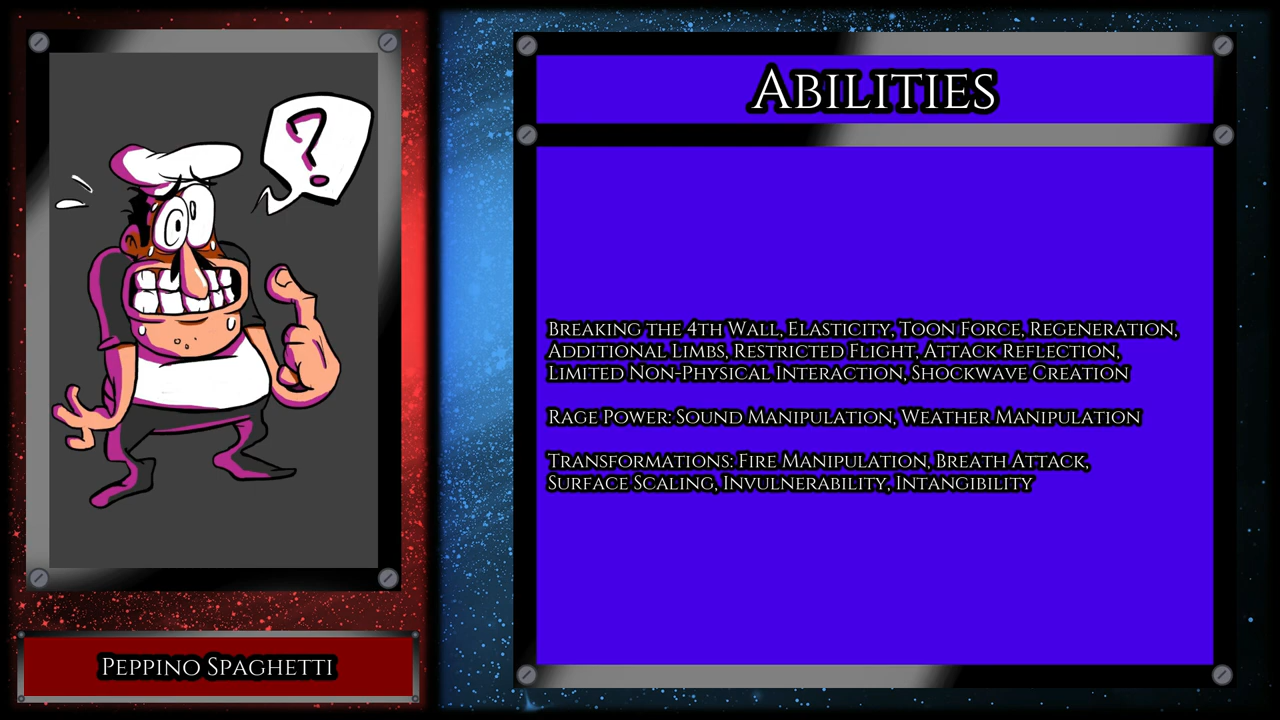 ?
Peppino Spaghetti
Abilities
Breaking the 4th Wall, Elasticity, Toon Force, Regeneration,
Additional Limbs, Restricted Flight, Attack Reflection,
Limited Non-Physical Interaction, Shockwave Creation
Rage Power: Sound Manipulation, Weather Manipulation
Transformations: Fire Manipulation, Breath Attack,
Surface Scaling, Invulnerability, Intangibility